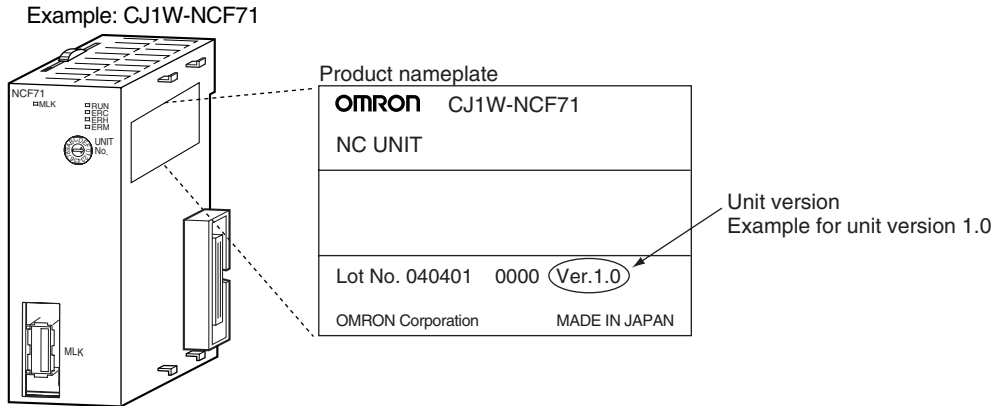 Example: CJ1W-NCF71
NCF71
MLK
RUN
ERC
ERH
ERM
UNIT
No.
MLK
Product nameplate
OMRON CJ1W-NCF71
NC UNIT
Lot No. 040401 0000 Ver.1.0
OMRON Corporation MADE IN JAPAN
Unit version
Example for unit version 1.0